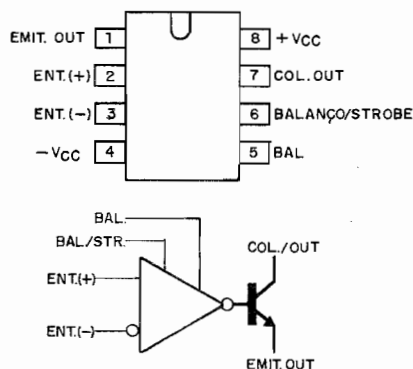 EMIT. OUT 1
ENT.(+) 2
ENT.(−) 3
−VCC 4
8 +VCC
7 COL. OUT
6 BALANÇO/STROBE
5 BAL
BAL.
BAL/STR.
ENT.(+)
ENT.(−)
COL./OUT
EMIT. OUT